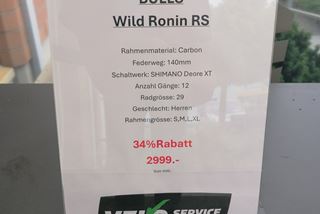 BULLS
Wild Ronin RS
Rahmenmaterial: Carbon
Federweg: 140mm
Schaltwerk: SHIMANO Deore XT
Anzahl Gänge: 12
Radgrösse: 29
Geschlecht: Herren
Rahmengrösse: S,M,L,XL
34%Rabatt
2999.-
SERVICE